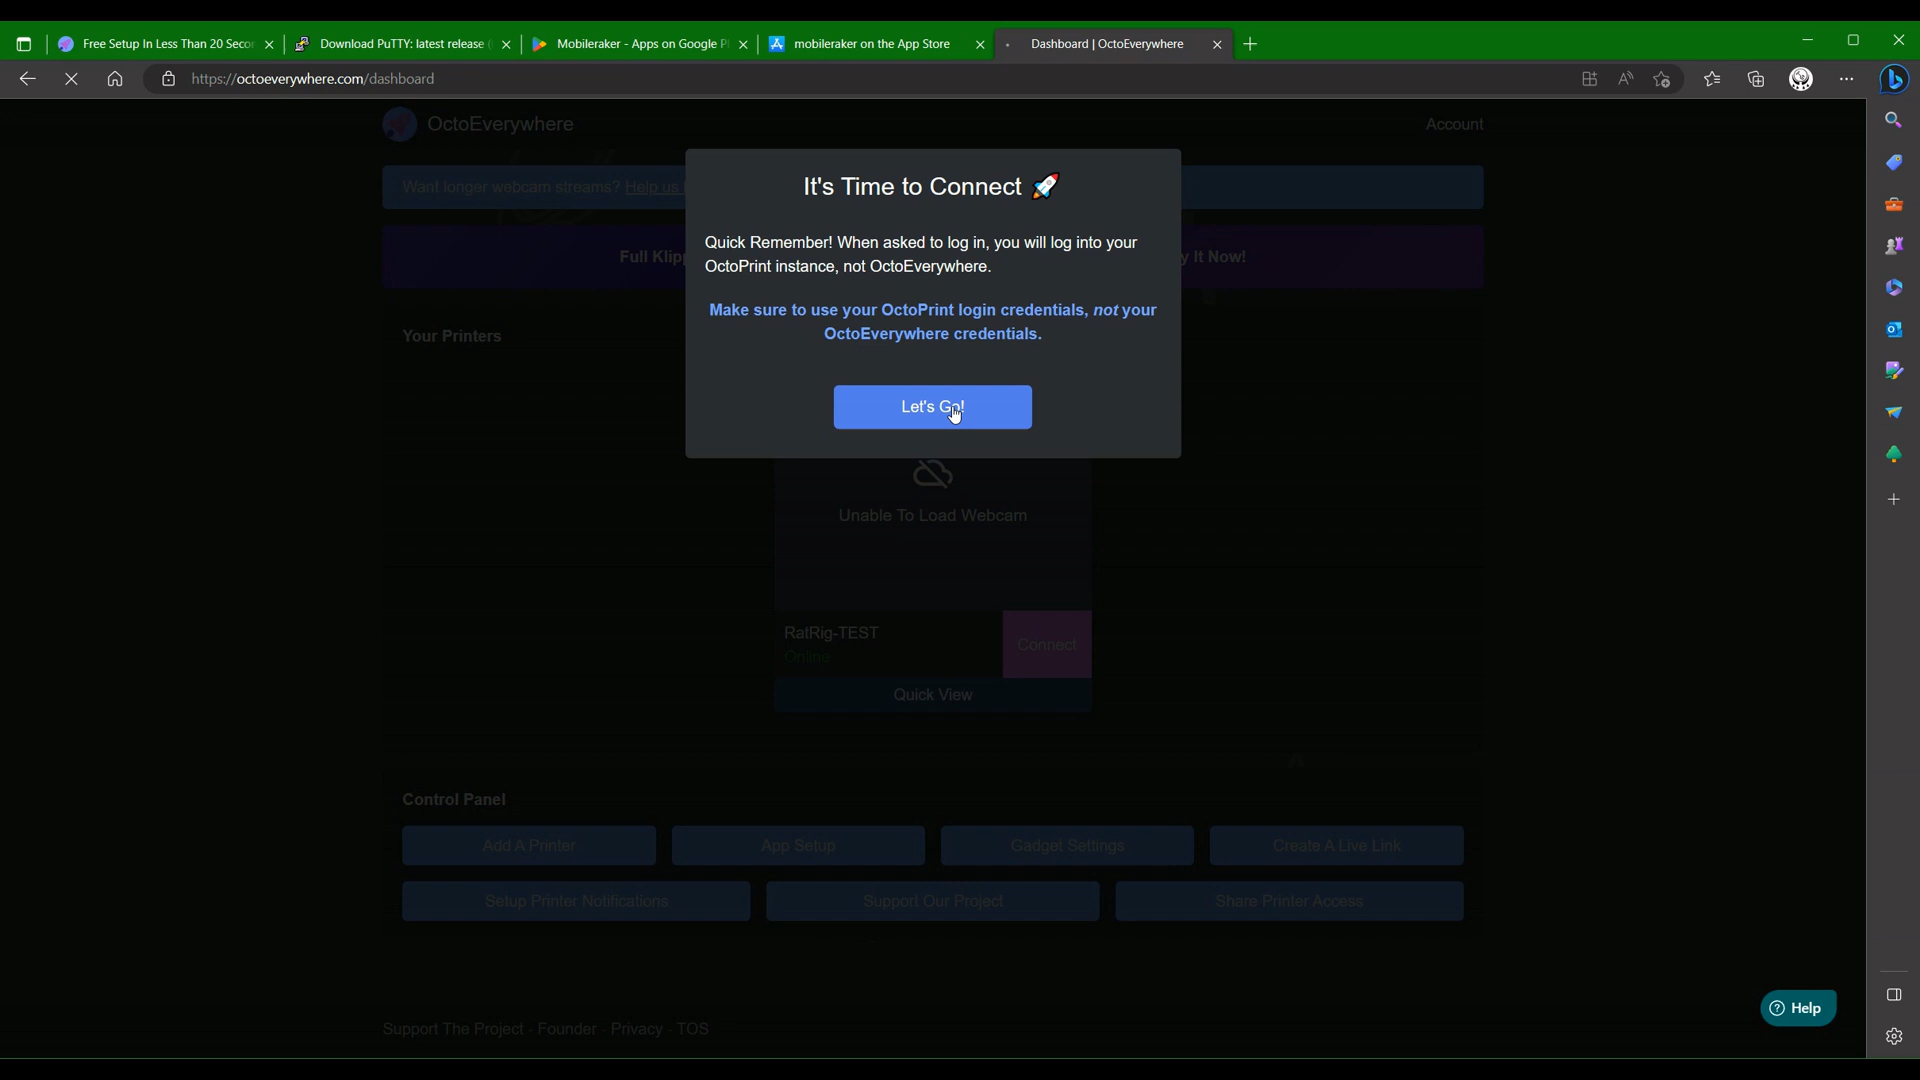 Free Setup In Less Than 20 Seco
Download PuTTY: latest release
Mobileraker - Apps on Google P
mobileraker on the App Store
Dashboard | OctoEverywhere
https://octoeverywhere.com/dashboard
OctoEverywhere
Account
Want longer webcam streams? Help us
Full Klip
y It Now!
It's Time to Connect
Quick Remember! When asked to log in, you will log into your
OctoPrint instance, not OctoEverywhere.
Make sure to use your OctoPrint login credentials, not your
OctoEverywhere credentials.
Let's Go!
Your Printers
Unable To Load Webcam
RatRig-TEST
Online
Connect
Quick View
Control Panel
Add A Printer
App Setup
Gadget Settings
Create A Live Link
Setup Printer Notifications
Support Our Project
Share Printer Access
Help
Support The Project - Founder - Privacy - TOS